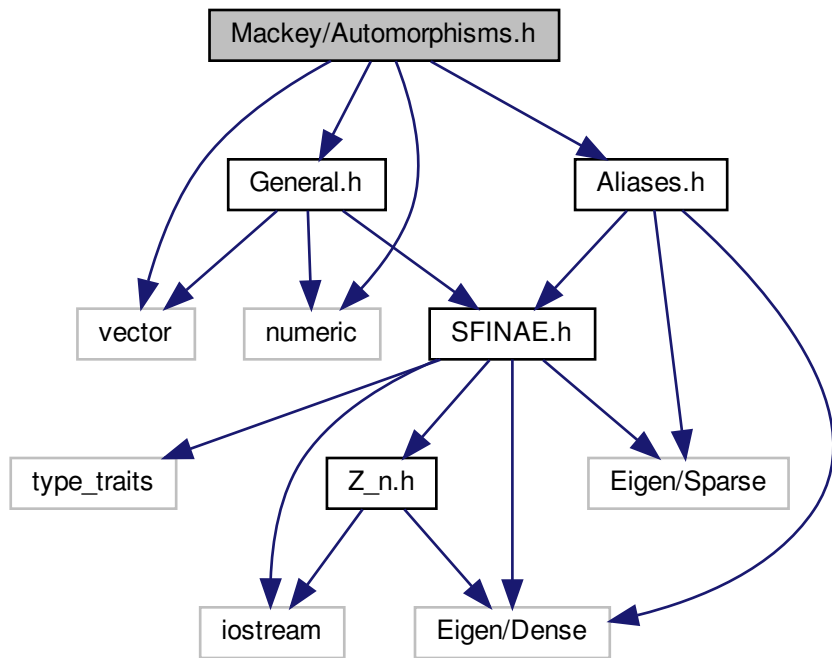 Mackey/Automorphisms.h
General.h
Aliases.h
vector
numeric
SFINAE.h
type_traits
Z_n.h
Eigen/Sparse
iostream
Eigen/Dense